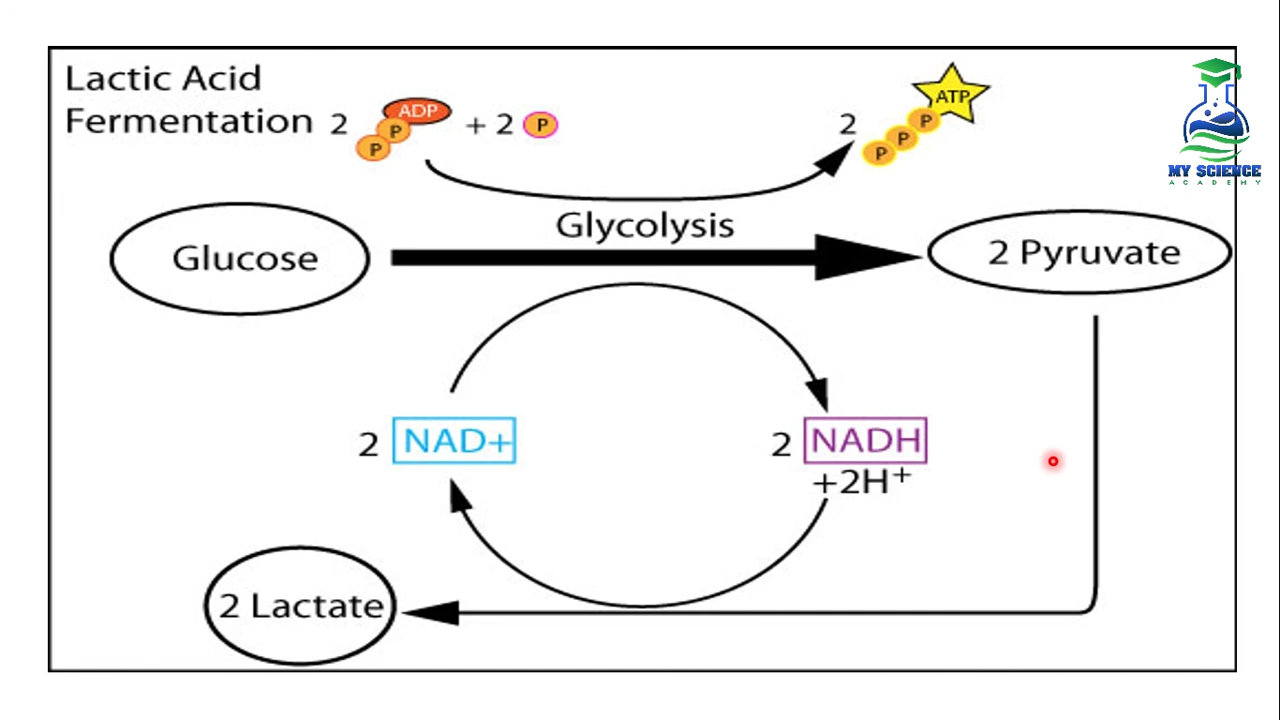 Lactic Acid
Fermentation
2 ADP P P + 2 P
2 ATP P P P
MY SCIENCE
ACADEMY
Glycolysis
Glucose
2 Pyruvate
2 NAD+
2 NADH
+2H⁺
2 Lactate